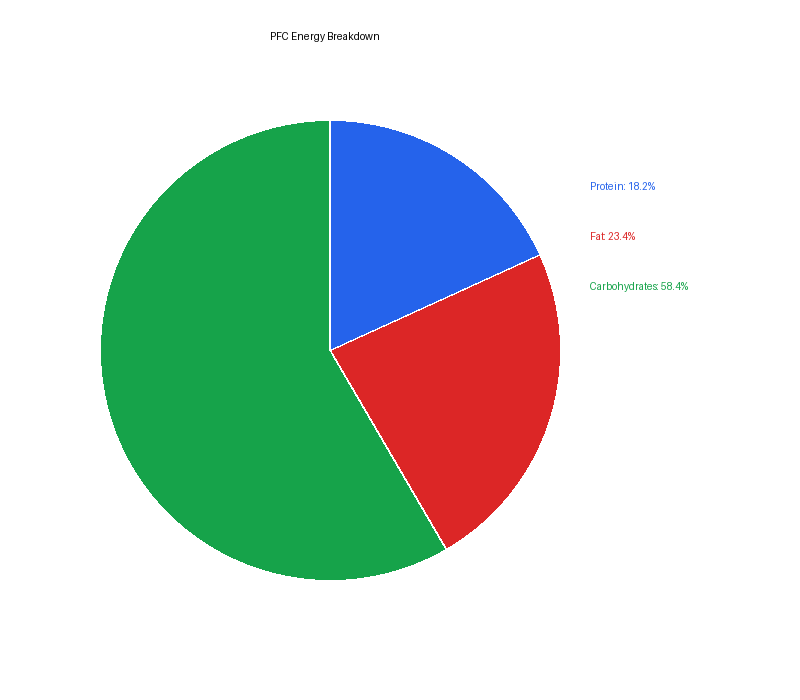 PFC Energy Breakdown
Protein: 18.2%
Fat: 23.4%
Carbohydrates: 58.4%